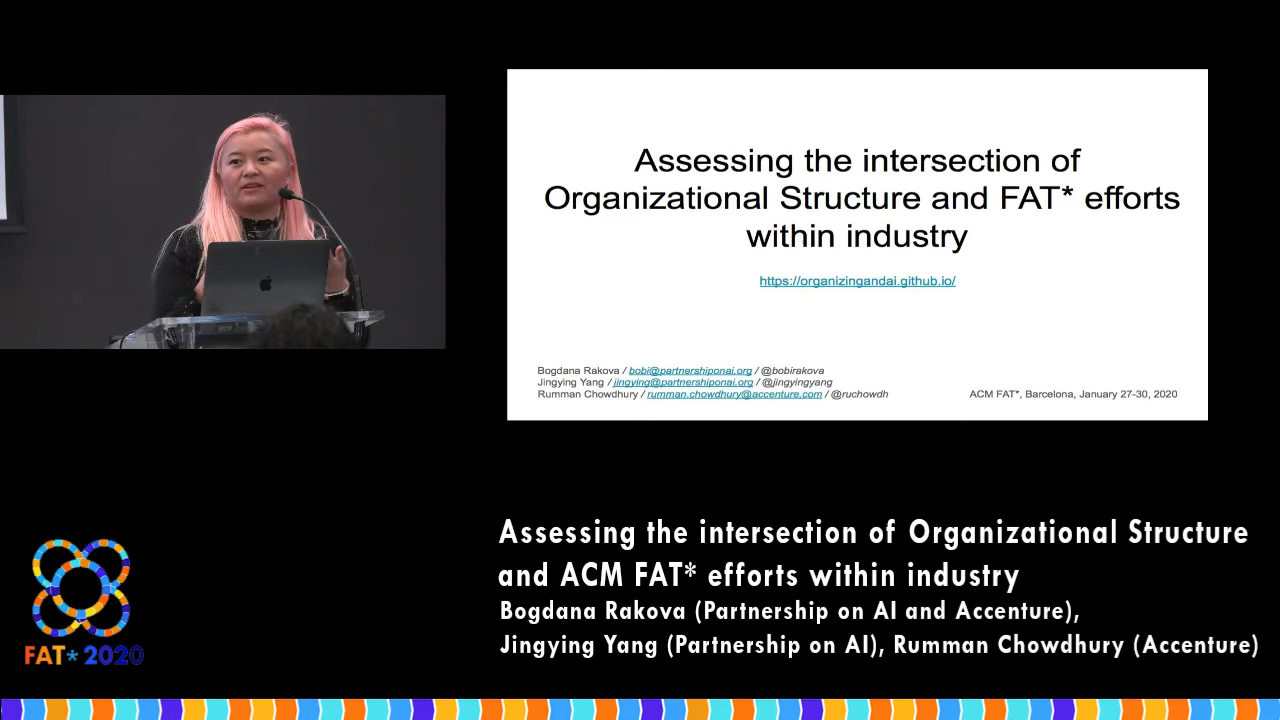 Assessing the intersection of
Organizational Structure and FAT* efforts
within industry
https://organizingandai.github.io/
Bogdana Rakova / bobi@partnershiponai.org / @bobirakova
Jingying Yang / jingying@partnershiponai.org / @jingyingyang
Rumman Chowdhury / rumman.chowdhury@accenture.com / @ruchowdh
ACM FAT*, Barcelona, January 27-30, 2020
Assessing the intersection of Organizational Structure
and ACM FAT* efforts within industry
Bogdana Rakova (Partnership on AI and Accenture),
Jingying Yang (Partnership on AI), Rumman Chowdhury (Accenture)
FAT* 2020